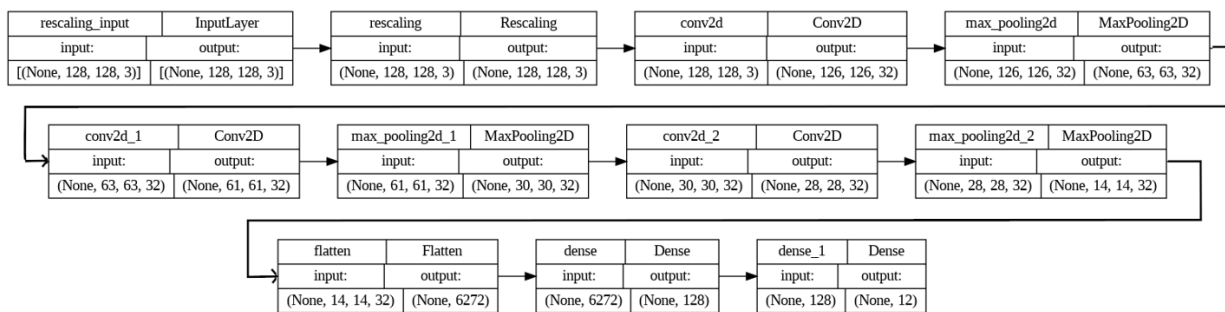 rescaling_input InputLayer
input: output:
[(None, 128, 128, 3)] [(None, 128, 128, 3)]
rescaling Rescaling
input: output:
(None, 128, 128, 3) (None, 128, 128, 3)
conv2d Conv2D
input: output:
(None, 128, 128, 3) (None, 126, 126, 32)
max_pooling2d MaxPooling2D
input: output:
(None, 126, 126, 32) (None, 63, 63, 32)
conv2d_1 Conv2D
input: output:
(None, 63, 63, 32) (None, 61, 61, 32)
max_pooling2d_1 MaxPooling2D
input: output:
(None, 61, 61, 32) (None, 30, 30, 32)
conv2d_2 Conv2D
input: output:
(None, 30, 30, 32) (None, 28, 28, 32)
max_pooling2d_2 MaxPooling2D
input: output:
(None, 28, 28, 32) (None, 14, 14, 32)
flatten Flatten
input: output:
(None, 14, 14, 32) (None, 6272)
dense Dense
input: output:
(None, 6272) (None, 128)
dense_1 Dense
input: output:
(None, 128) (None, 12)